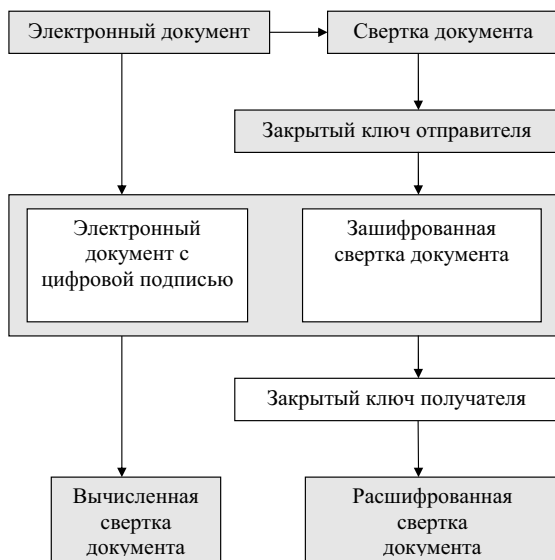 Электронный документ
Свертка документа
Закрытый ключ отправителя
Электронный
документ с
цифровой подписью
Зашифрованная
свертка документа
Закрытый ключ получателя
Вычисленная
свертка
документа
Расшифрованная
свертка
документа